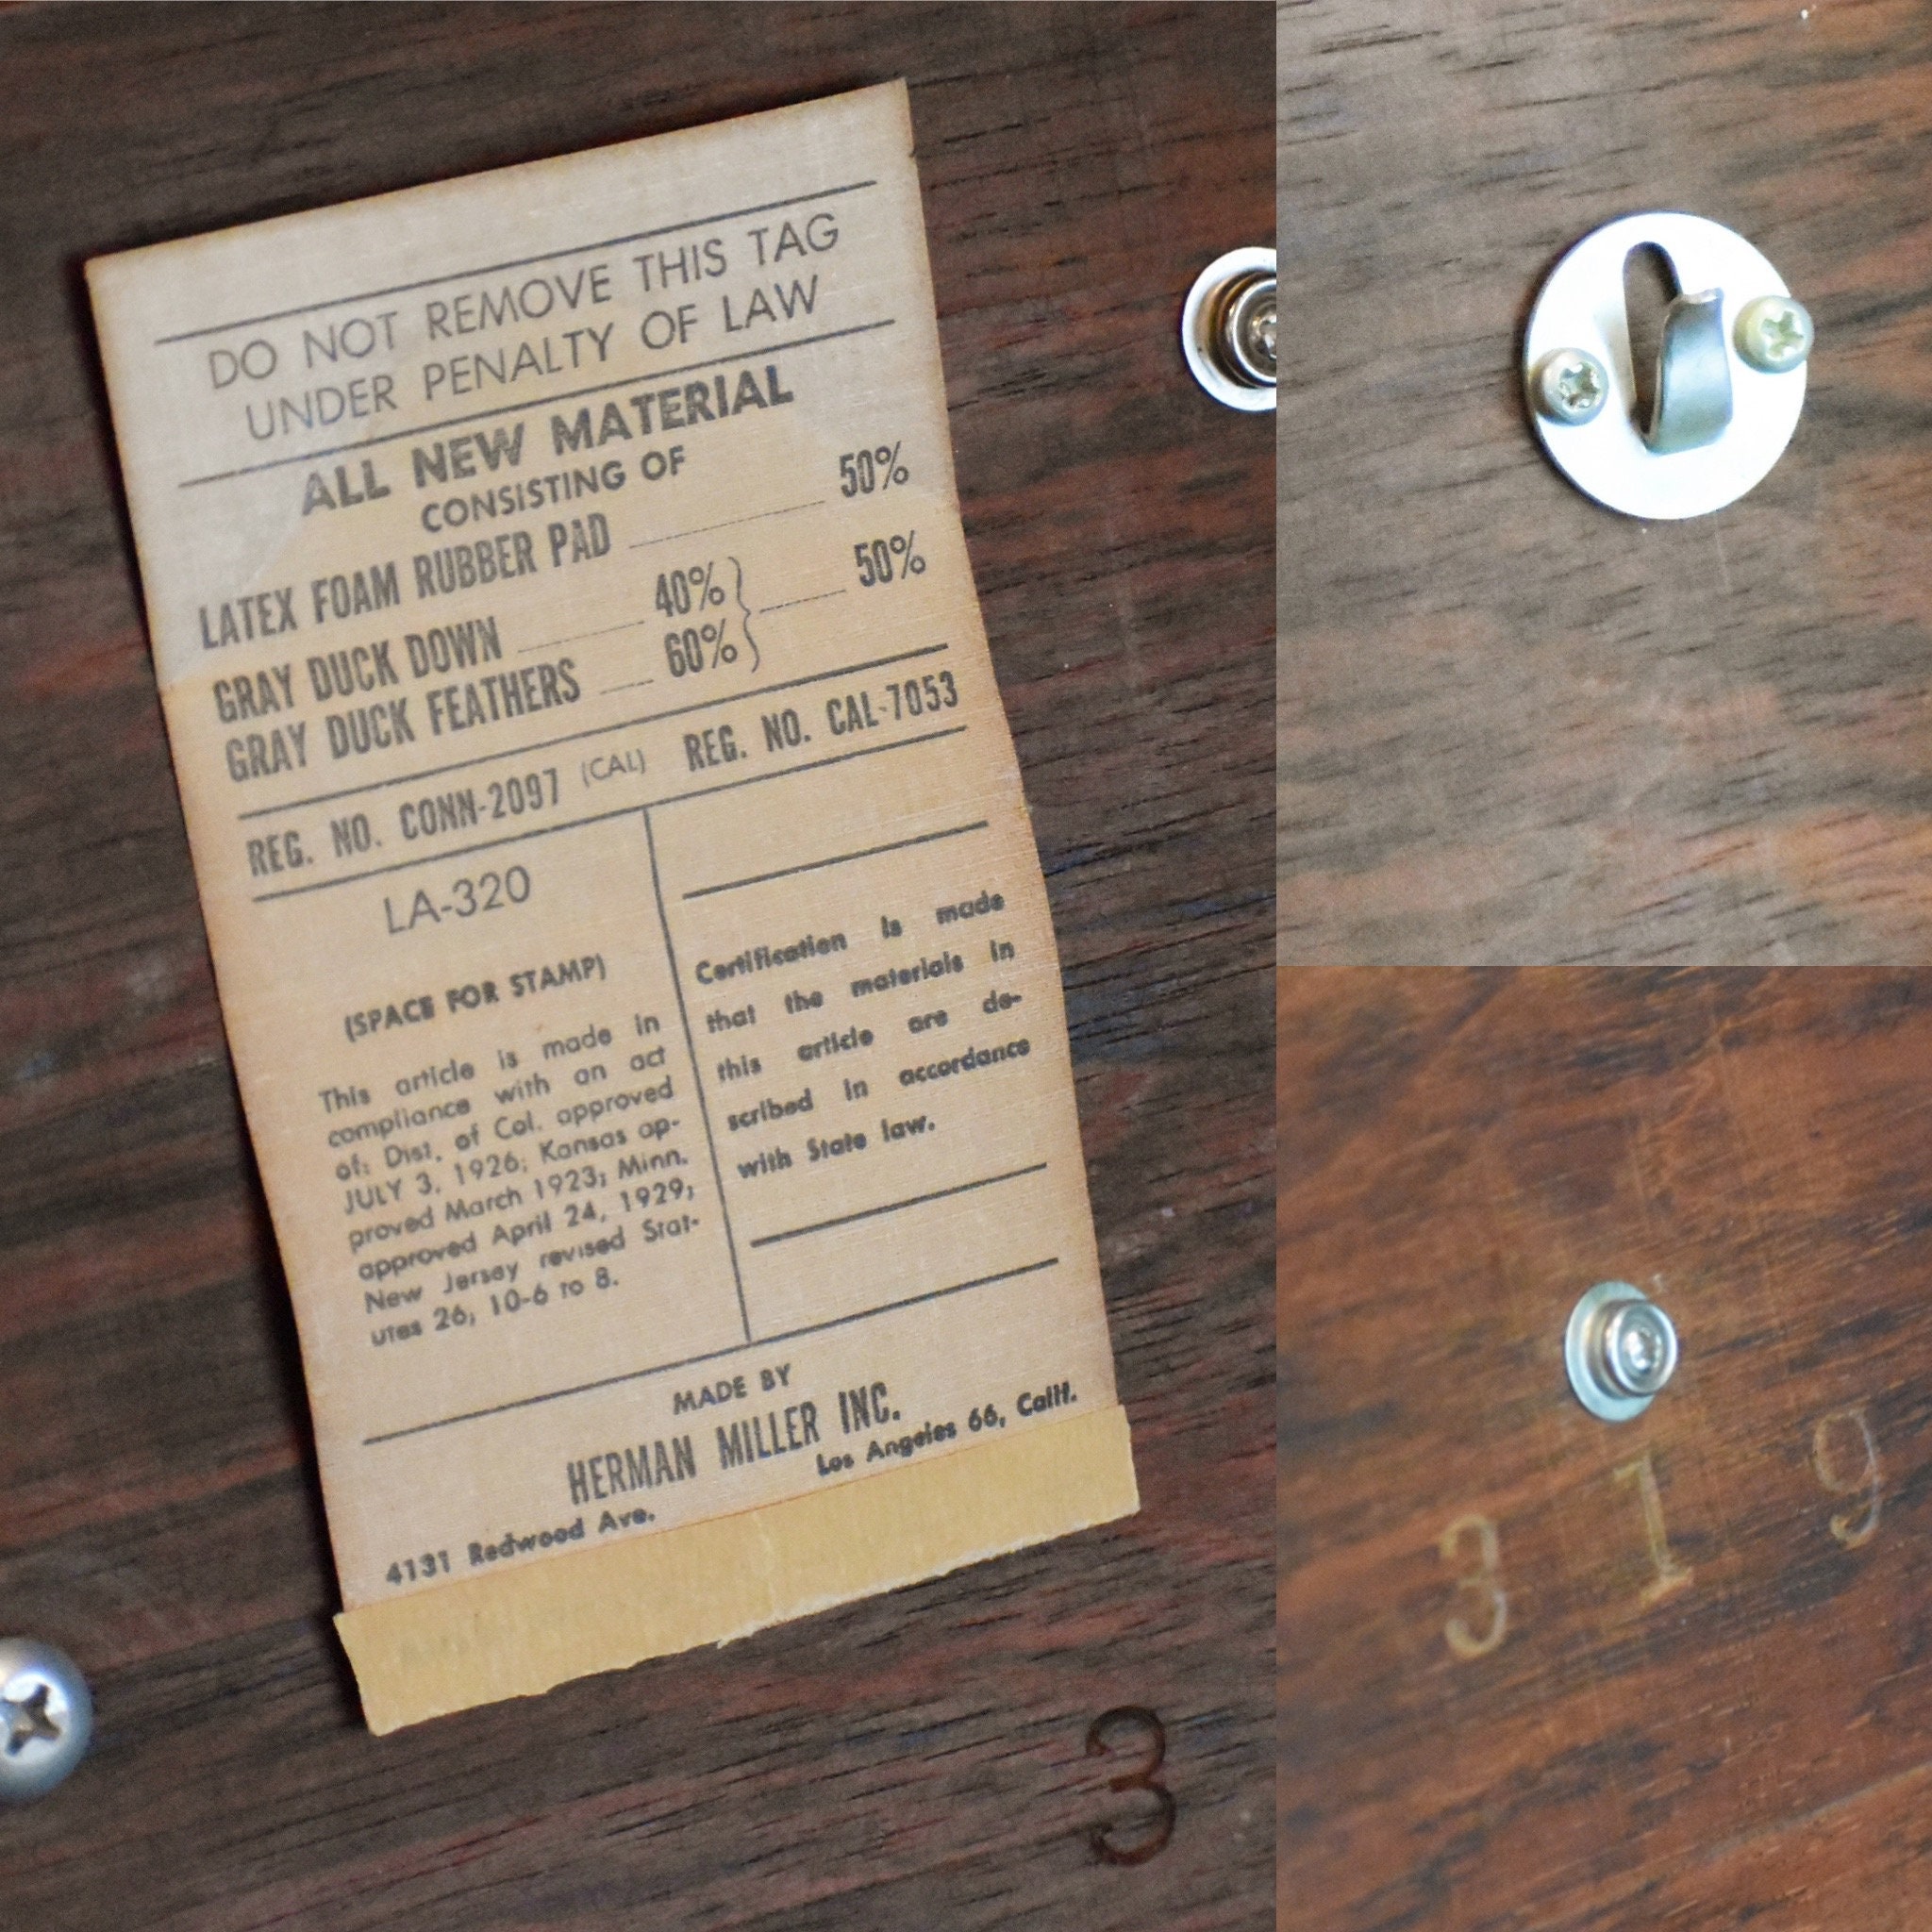 DO NOT REMOVE THIS TAG
UNDER PENALTY OF LAW
ALL NEW MATERIAL
CONSISTING OF
LATEX FOAM RUBBER PAD 50%
GRAY DUCK DOWN 40% } 50%
GRAY DUCK FEATHERS 60%
REG. NO. CONN-2097 (CAL) REG. NO. CAL-7053
LA-320
(SPACE FOR STAMP)
This article is made in
compliance with an act
of: Dist. of Col. approved
JULY 3, 1926; Kansas ap-
proved March 1923; Minn.
approved April 24, 1929;
New Jersey revised Stat-
utes 26, 10-6 to 8.
Certification is made
that the materials in
this article are de-
scribed in accordance
with State law.
MADE BY
HERMAN MILLER INC.
4131 Redwood Ave. Los Angeles 66, Calif.
3
3 1 9